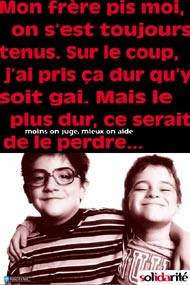 Mon frère pis moi,
on s'est toujours
tenus. Sur le coup,
j'ai pris ça dur qu'y
soit gai. Mais le
plus dur, ce serait
de le perdre...
moins on juge, mieux on aide
solidarité